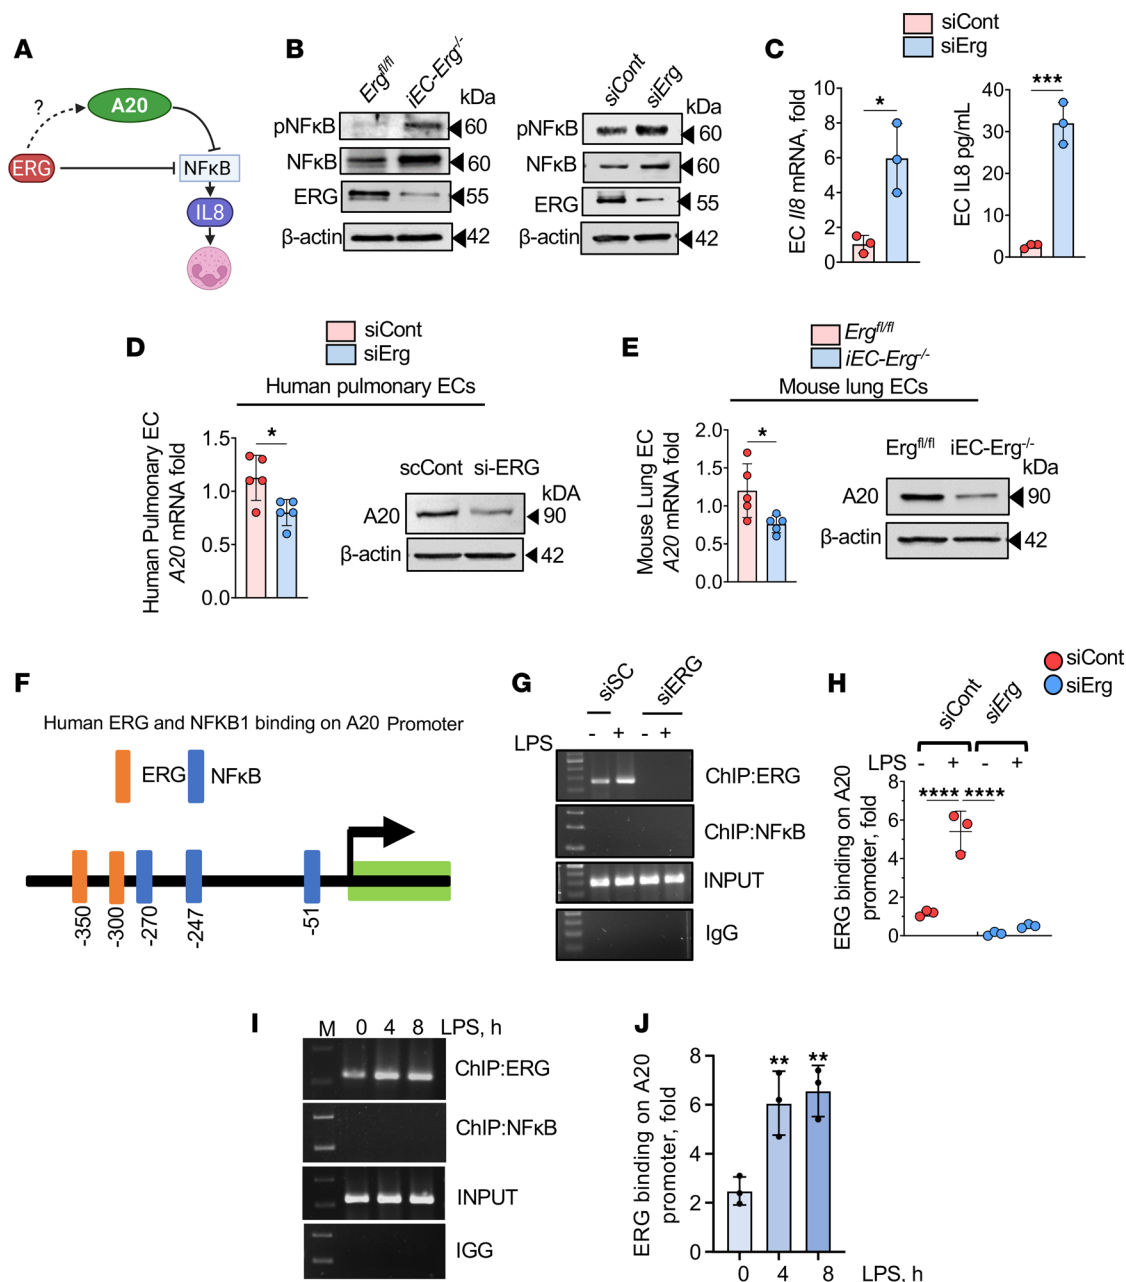 A
?
A20
ERG
NFκB
IL8
B
Erg^fl/fl
iEC-Erg^-/-
kDa
pNFκB
60
NFκB
60
ERG
55
β-actin
42
siCont
siErg
kDa
pNFκB
60
NFκB
60
ERG
55
β-actin
42
siCont
siErg
C
EC Il8 mRNA, fold
10
8
6
4
2
0
*
EC IL8 pg/mL
40
30
20
10
0
***
D
siCont
siErg
Human pulmonary ECs
Human Pulmonary EC
A20 mRNA fold
1.5
1.0
0.5
0.0
*
scCont si-ERG
kDA
A20
90
β-actin
42
E
Erg^fl/fl
iEC-Erg^-/-
Mouse lung ECs
Mouse Lung EC
A20 mRNA fold
2.0
1.5
1.0
0.5
0.0
*
Erg^fl/fl iEC-Erg^-/-
kDa
A20
90
β-actin
42
F
Human ERG and NFKB1 binding on A20 Promoter
ERG
NFκB
-350
-300
-270
-247
-51
G
siSC
siERG
LPS
- + - +
ChIP:ERG
ChIP:NFκB
INPUT
IgG
H
siCont
siErg
siCont
siErg
LPS - + - +
ERG binding on A20
promoter, fold
8
6
4
2
0
**** ****
I
M 0 4 8 LPS, h
ChIP:ERG
ChIP:NFκB
INPUT
IGG
J
ERG binding on A20
promoter, fold
8
6
4
2
0
** **
0 4 8 LPS, h